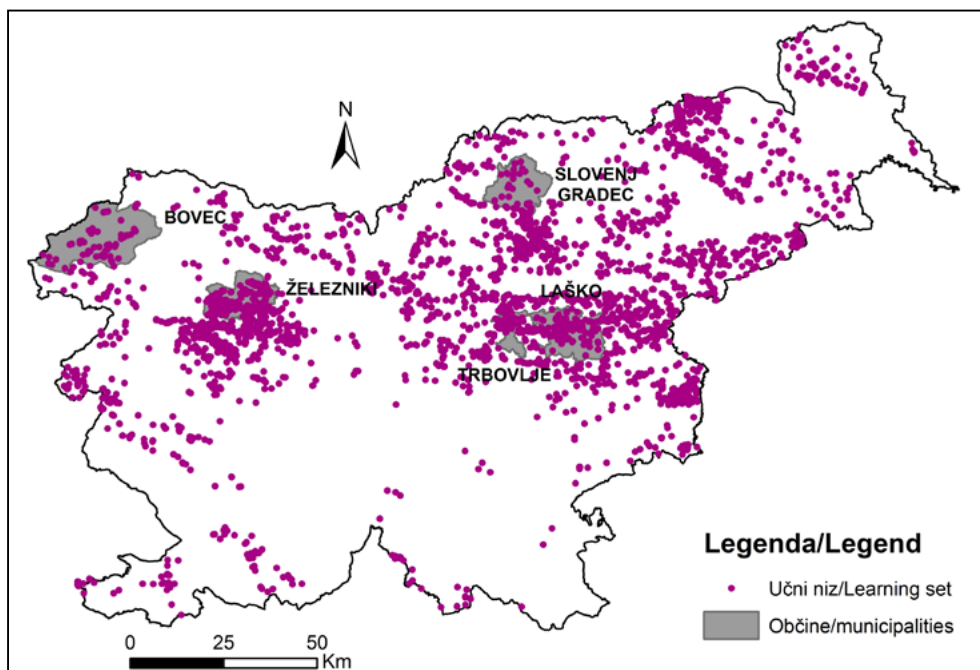 N
SLOVENJ
GRADEC
BOVEC
ŽELEZNIKI
LAŠKO
TRBOVLJE
Legenda/Legend
Učni niz/Learning set
Občine/municipalities
0 25 50
Km